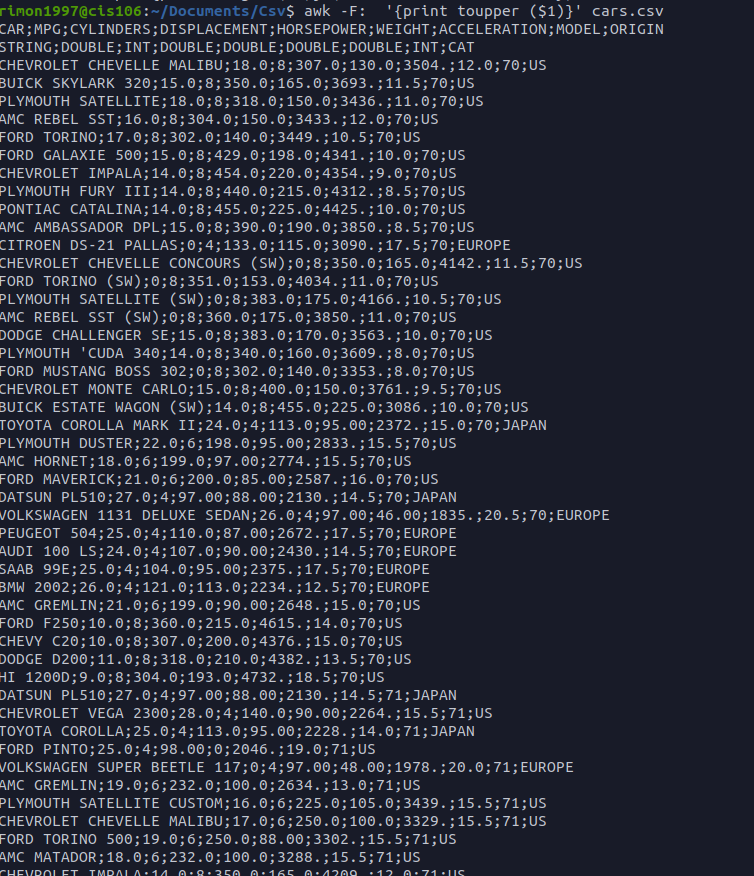 rimon1997@cis106:~/Documents/Csv$ awk -F:  '{print toupper ($1)}' cars.csv
CAR;MPG;CYLINDERS;DISPLACEMENT;HORSEPOWER;WEIGHT;ACCELERATION;MODEL;ORIGIN
STRING;DOUBLE;INT;DOUBLE;DOUBLE;DOUBLE;DOUBLE;INT;CAT
CHEVROLET CHEVELLE MALIBU;18.0;8;307.0;130.0;3504.;12.0;70;US
BUICK SKYLARK 320;15.0;8;350.0;165.0;3693.;11.5;70;US
PLYMOUTH SATELLITE;18.0;8;318.0;150.0;3436.;11.0;70;US
AMC REBEL SST;16.0;8;304.0;150.0;3433.;12.0;70;US
FORD TORINO;17.0;8;302.0;140.0;3449.;10.5;70;US
FORD GALAXIE 500;15.0;8;429.0;198.0;4341.;10.0;70;US
CHEVROLET IMPALA;14.0;8;454.0;220.0;4354.;9.0;70;US
PLYMOUTH FURY III;14.0;8;440.0;215.0;4312.;8.5;70;US
PONTIAC CATALINA;14.0;8;455.0;225.0;4425.;10.0;70;US
AMC AMBASSADOR DPL;15.0;8;390.0;190.0;3850.;8.5;70;US
CITROEN DS-21 PALLAS;0;4;133.0;115.0;3090.;17.5;70;EUROPE
CHEVROLET CHEVELLE CONCOURS (SW);0;8;350.0;165.0;4142.;11.5;70;US
FORD TORINO (SW);0;8;351.0;153.0;4034.;11.0;70;US
PLYMOUTH SATELLITE (SW);0;8;383.0;175.0;4166.;10.5;70;US
AMC REBEL SST (SW);0;8;360.0;175.0;3850.;11.0;70;US
DODGE CHALLENGER SE;15.0;8;383.0;170.0;3563.;10.0;70;US
PLYMOUTH 'CUDA 340;14.0;8;340.0;160.0;3609.;8.0;70;US
FORD MUSTANG BOSS 302;0;8;302.0;140.0;3353.;8.0;70;US
CHEVROLET MONTE CARLO;15.0;8;400.0;150.0;3761.;9.5;70;US
BUICK ESTATE WAGON (SW);14.0;8;455.0;225.0;3086.;10.0;70;US
TOYOTA COROLLA MARK II;24.0;4;113.0;95.00;2372.;15.0;70;JAPAN
PLYMOUTH DUSTER;22.0;6;198.0;95.00;2833.;15.5;70;US
AMC HORNET;18.0;6;199.0;97.00;2774.;15.5;70;US
FORD MAVERICK;21.0;6;200.0;85.00;2587.;16.0;70;US
DATSUN PL510;27.0;4;97.00;88.00;2130.;14.5;70;JAPAN
VOLKSWAGEN 1131 DELUXE SEDAN;26.0;4;97.00;46.00;1835.;20.5;70;EUROPE
PEUGEOT 504;25.0;4;110.0;87.00;2672.;17.5;70;EUROPE
AUDI 100 LS;24.0;4;107.0;90.00;2430.;14.5;70;EUROPE
SAAB 99E;25.0;4;104.0;95.00;2375.;17.5;70;EUROPE
BMW 2002;26.0;4;121.0;113.0;2234.;12.5;70;EUROPE
AMC GREMLIN;21.0;6;199.0;90.00;2648.;15.0;70;US
FORD F250;10.0;8;360.0;215.0;4615.;14.0;70;US
CHEVY C20;10.0;8;307.0;200.0;4376.;15.0;70;US
DODGE D200;11.0;8;318.0;210.0;4382.;13.5;70;US
HI 1200D;9.0;8;304.0;193.0;4732.;18.5;70;US
DATSUN PL510;27.0;4;97.00;88.00;2130.;14.5;71;JAPAN
CHEVROLET VEGA 2300;28.0;4;140.0;90.00;2264.;15.5;71;US
TOYOTA COROLLA;25.0;4;113.0;95.00;2228.;14.0;71;JAPAN
FORD PINTO;25.0;4;98.00;0;2046.;19.0;71;US
VOLKSWAGEN SUPER BEETLE 117;0;4;97.00;48.00;1978.;20.0;71;EUROPE
AMC GREMLIN;19.0;6;232.0;100.0;2634.;13.0;71;US
PLYMOUTH SATELLITE CUSTOM;16.0;6;225.0;105.0;3439.;15.5;71;US
CHEVROLET CHEVELLE MALIBU;17.0;6;250.0;100.0;3329.;15.5;71;US
FORD TORINO 500;19.0;6;250.0;88.00;3302.;15.5;71;US
AMC MATADOR;18.0;6;232.0;100.0;3288.;15.5;71;US
CHEVROLET IMPALA;14.0;8;350.0;165.0;4209.;12.0;71;US